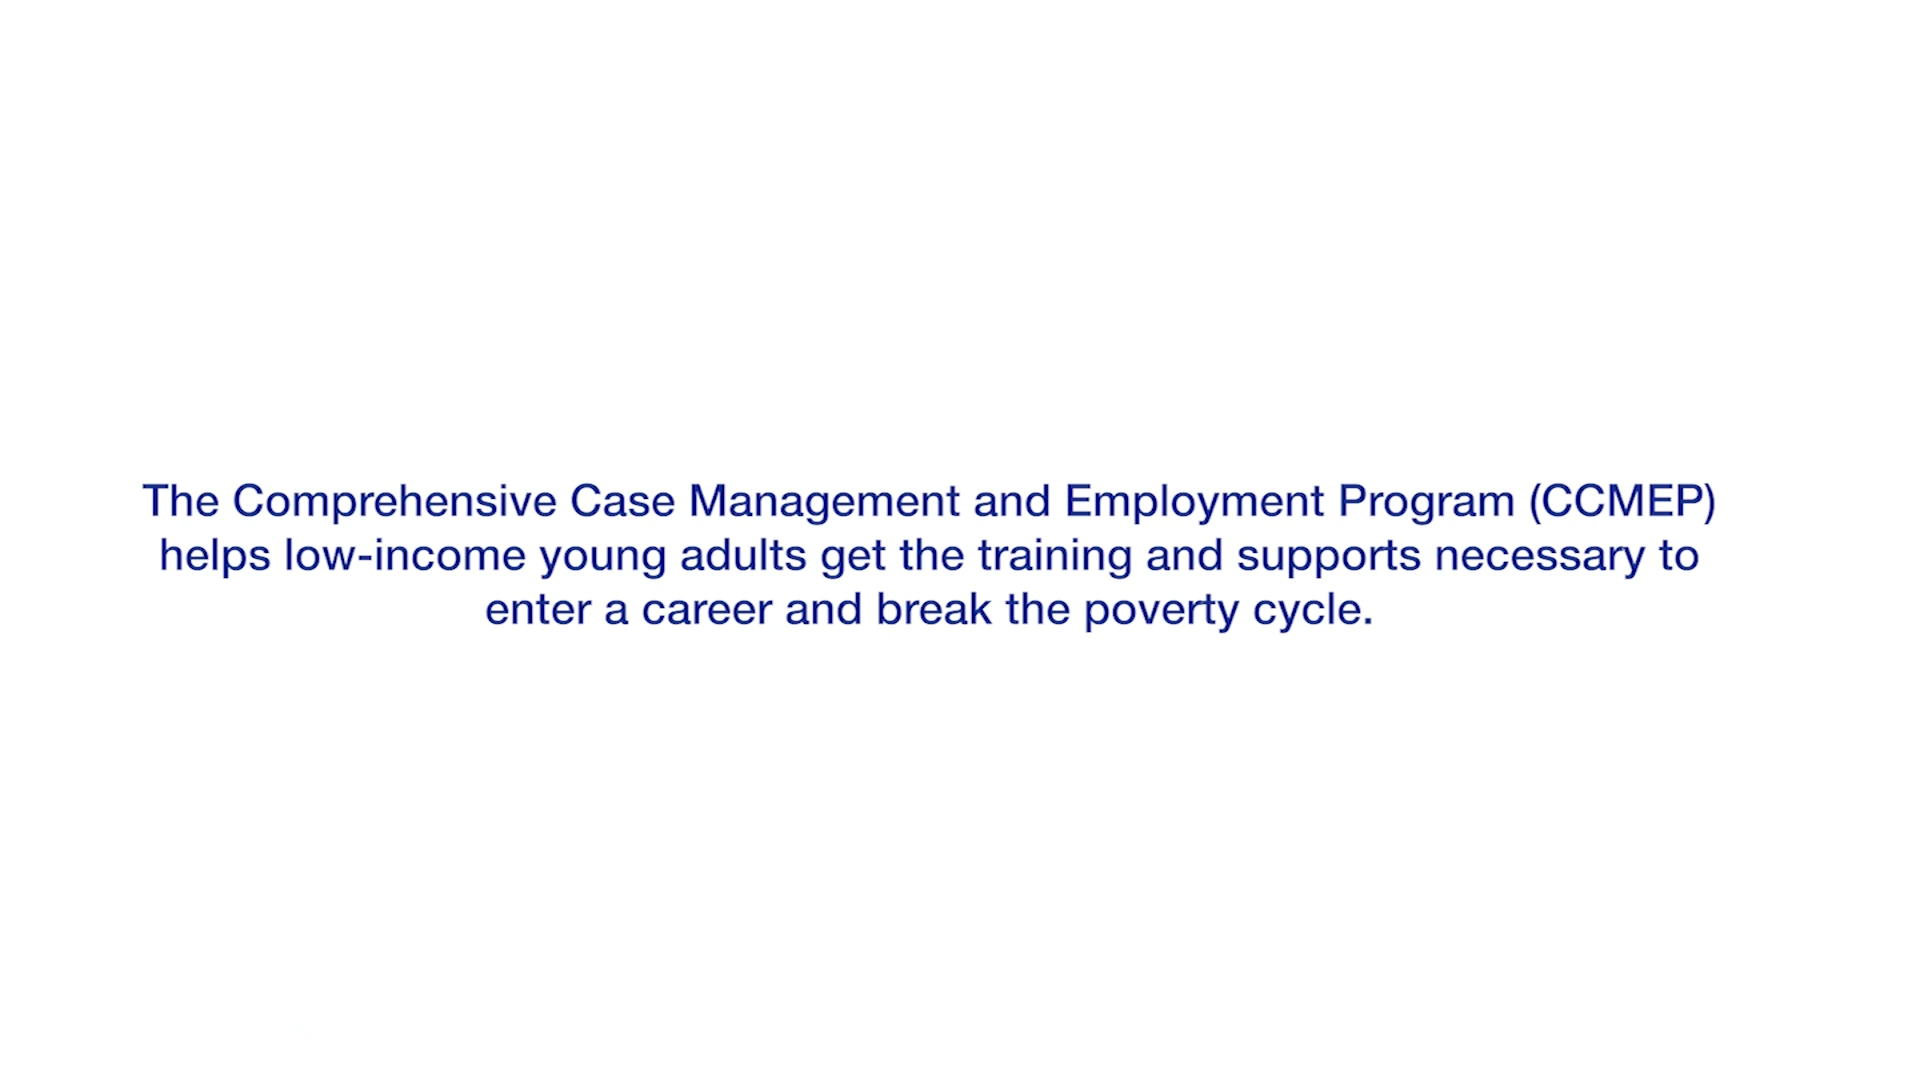 The Comprehensive Case Management and Employment Program (CCMEP)
helps low-income young adults get the training and supports necessary to
enter a career and break the poverty cycle.